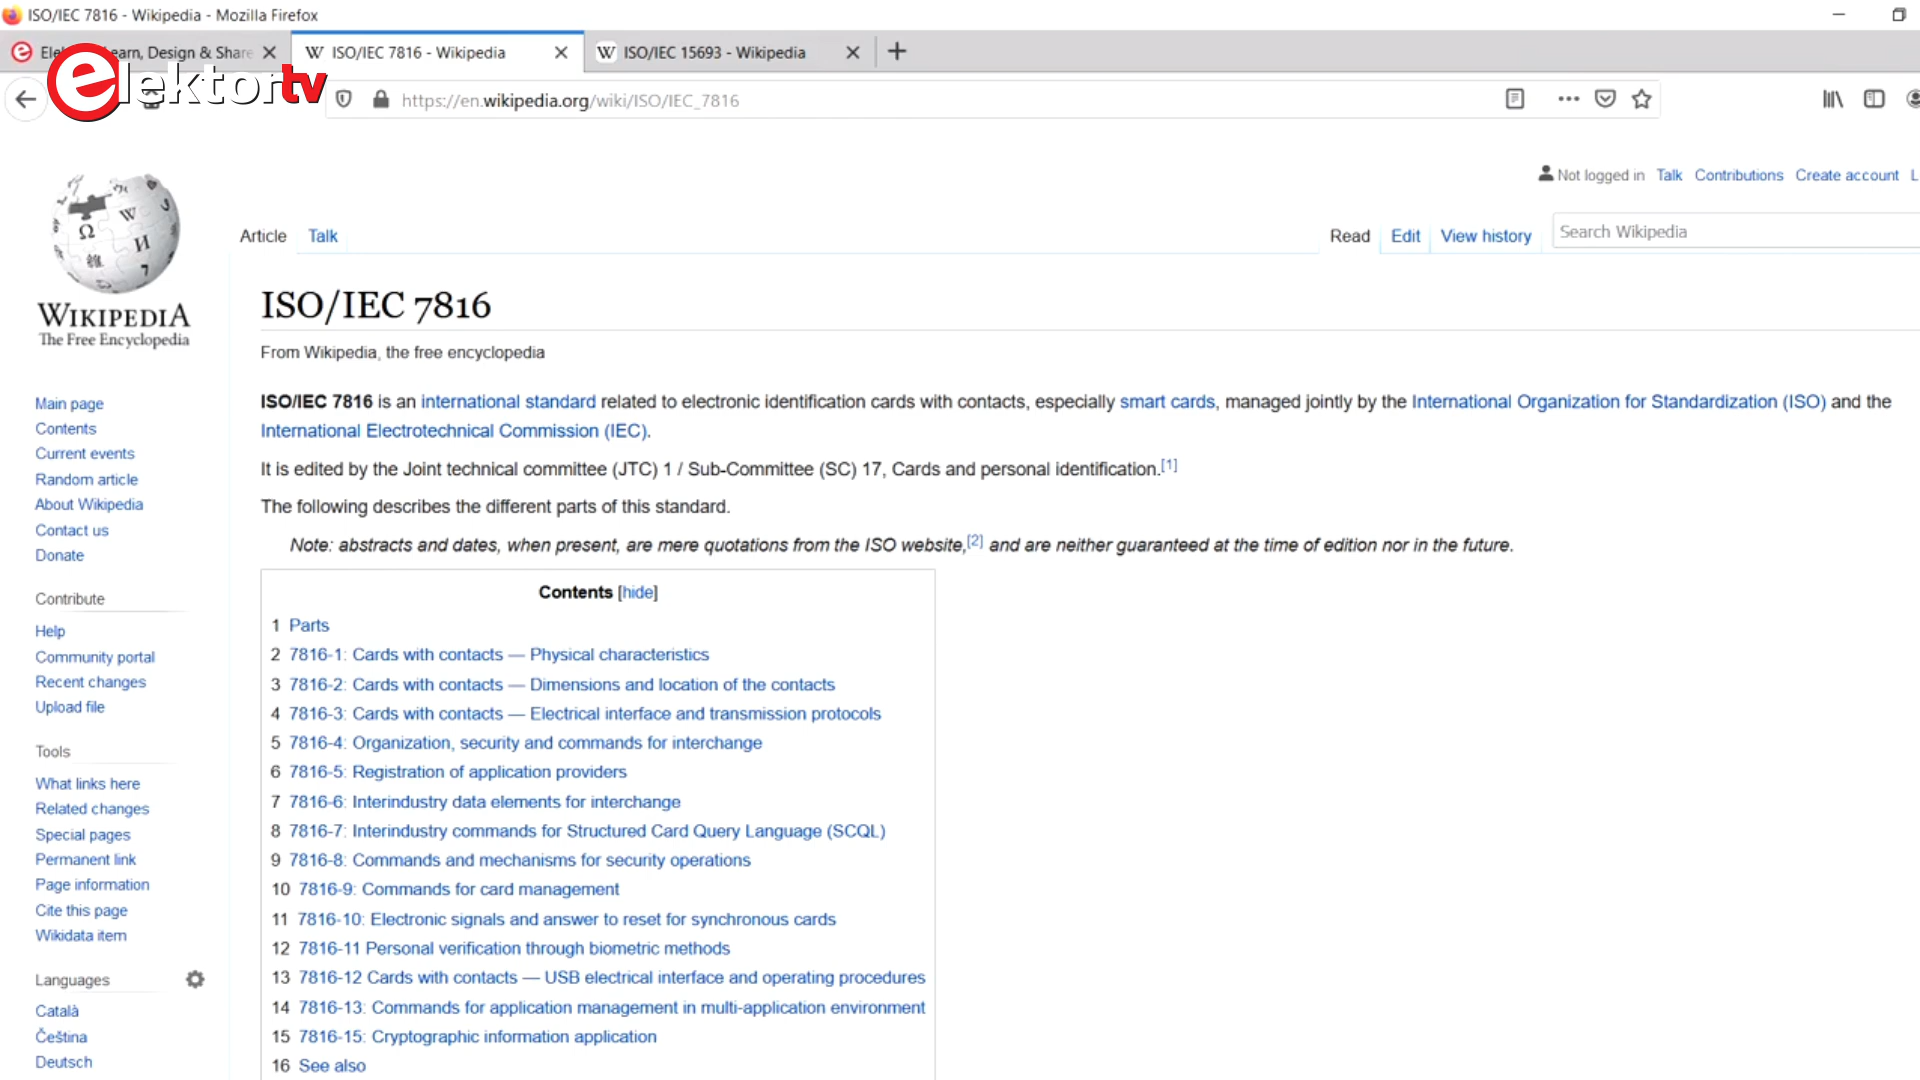 ISO/IEC 7816 - Wikipedia - Mozilla Firefox
earn, Design & Share
ISO/IEC 7816 - Wikipedia
ISO/IEC 15693 - Wikipedia
elektor tv
https://en.wikipedia.org/wiki/ISO/IEC_7816
Not logged in Talk Contributions Create account L
Article Talk
Read Edit View history
Search Wikipedia
WIKIPEDIA
The Free Encyclopedia
Main page
Contents
Current events
Random article
About Wikipedia
Contact us
Donate
Contribute
Help
Community portal
Recent changes
Upload file
Tools
What links here
Related changes
Special pages
Permanent link
Page information
Cite this page
Wikidata item
Languages
Català
Čeština
Deutsch
ISO/IEC 7816
From Wikipedia, the free encyclopedia
ISO/IEC 7816 is an international standard related to electronic identification cards with contacts, especially smart cards, managed jointly by the International Organization for Standardization (ISO) and the
International Electrotechnical Commission (IEC).
It is edited by the Joint technical committee (JTC) 1 / Sub-Committee (SC) 17, Cards and personal identification.[1]
The following describes the different parts of this standard.
Note: abstracts and dates, when present, are mere quotations from the ISO website,[2] and are neither guaranteed at the time of edition nor in the future.
Contents [hide]
1 Parts
2 7816-1: Cards with contacts — Physical characteristics
3 7816-2: Cards with contacts — Dimensions and location of the contacts
4 7816-3: Cards with contacts — Electrical interface and transmission protocols
5 7816-4: Organization, security and commands for interchange
6 7816-5: Registration of application providers
7 7816-6: Interindustry data elements for interchange
8 7816-7: Interindustry commands for Structured Card Query Language (SCQL)
9 7816-8: Commands and mechanisms for security operations
10 7816-9: Commands for card management
11 7816-10: Electronic signals and answer to reset for synchronous cards
12 7816-11 Personal verification through biometric methods
13 7816-12 Cards with contacts — USB electrical interface and operating procedures
14 7816-13: Commands for application management in multi-application environment
15 7816-15: Cryptographic information application
16 See also